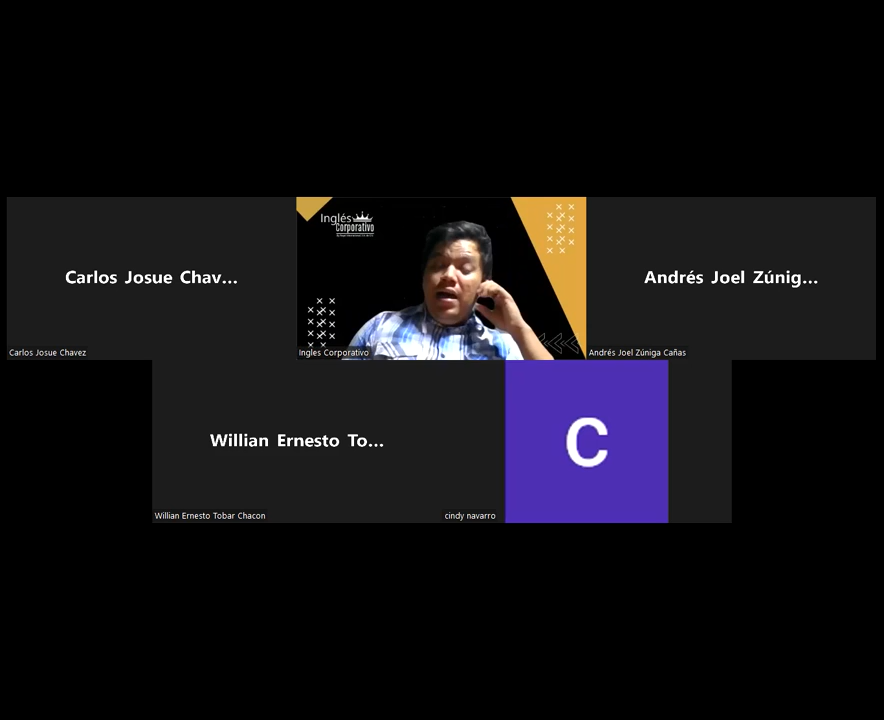 Carlos Josue Chav...
Carlos Josue Chavez
Inglés
Corporativo
Ingles Corporativo
Andrés Joel Zúnig...
Andrés Joel Zúniga Cañas
Willian Ernesto To...
Willian Ernesto Tobar Chacon
cindy navarro
C